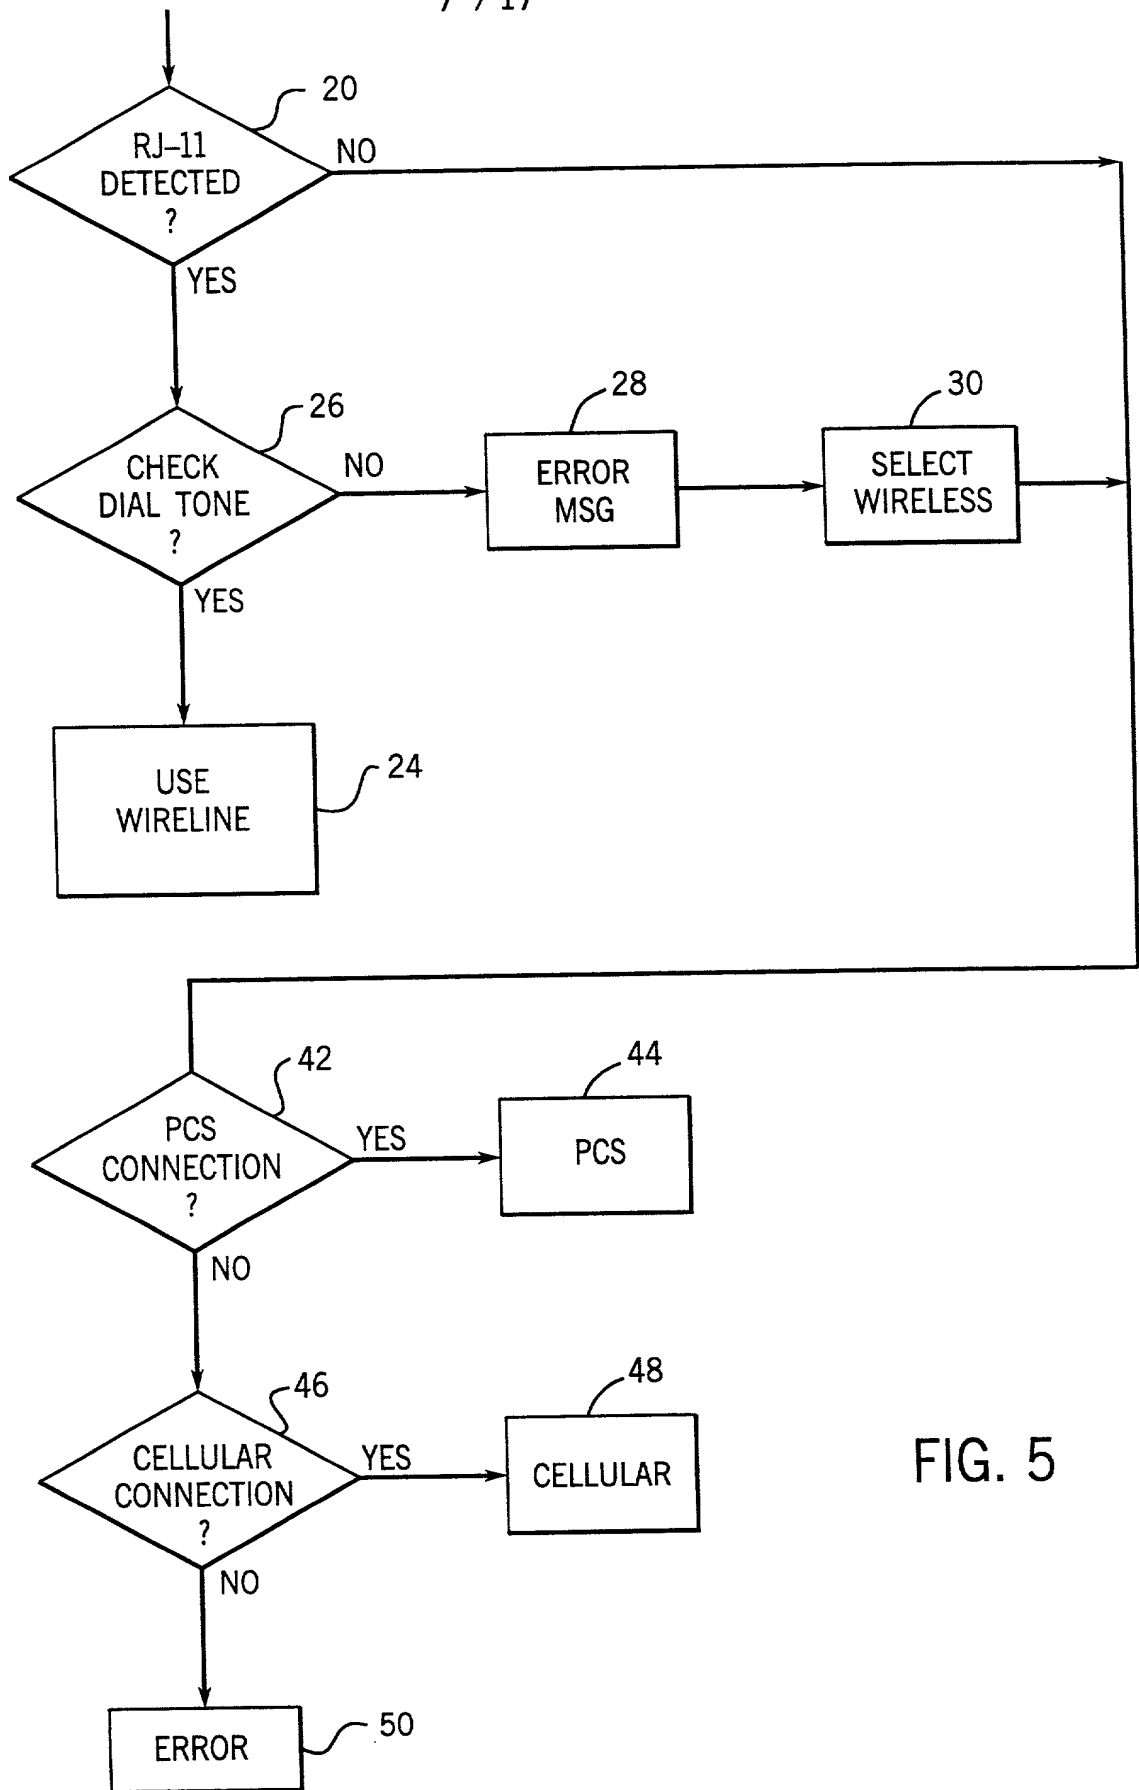 20
RJ-11
DETECTED
?
NO
YES
26
CHECK
DIAL TONE
?
NO
28
ERROR
MSG
30
SELECT
WIRELESS
YES
24
USE
WIRELINE
42
PCS
CONNECTION
?
YES
44
PCS
NO
46
CELLULAR
CONNECTION
?
YES
48
CELLULAR
FIG. 5
NO
50
ERROR